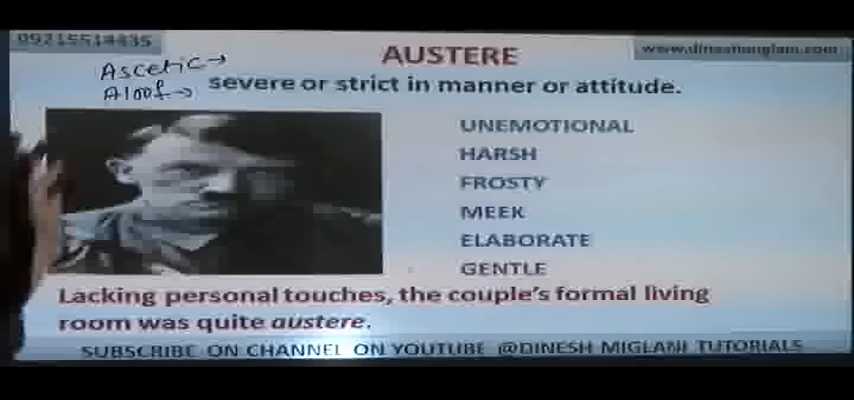 09215514435
www.dineshmiglani.com
AUSTERE
Ascetic →
Aloof →
severe or strict in manner or attitude.
UNEMOTIONAL
HARSH
FROSTY
MEEK
ELABORATE
GENTLE
Lacking personal touches, the couple's formal living
room was quite austere.
SUBSCRIBE ON CHANNEL ON YOUTUBE @DINESH MIGLANI TUTORIALS